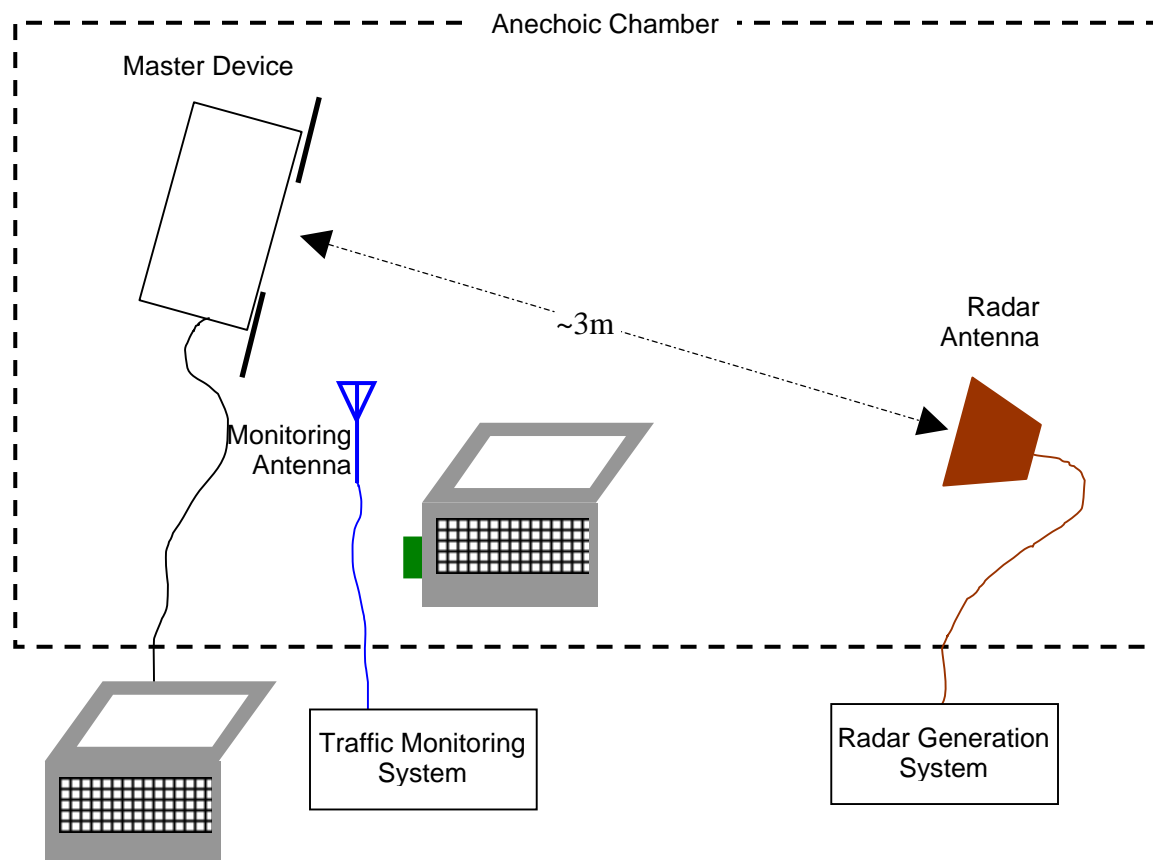 Anechoic Chamber
Master Device
~3m
Radar
Antenna
Monitoring
Antenna
Traffic Monitoring
System
Radar Generation
System